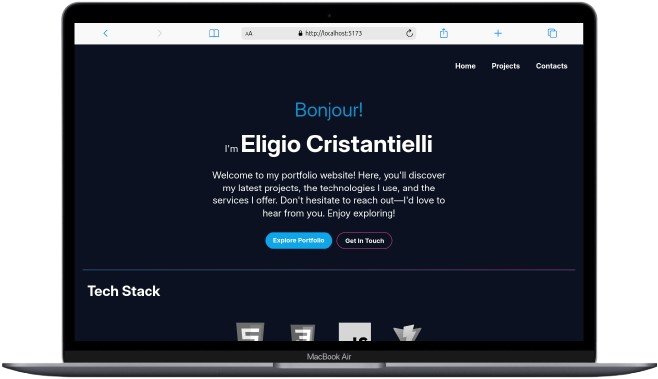 AA
http://localhost:5173
Home Projects Contacts
Bonjour!
I'm Eligio Cristantielli
Welcome to my portfolio website! Here, you'll discover
my latest projects, the technologies I use, and the
services I offer. Don't hesitate to reach out—I'd love to
hear from you. Enjoy exploring!
Explore Portfolio Get In Touch
Tech Stack
5 3 JS
MacBook Air